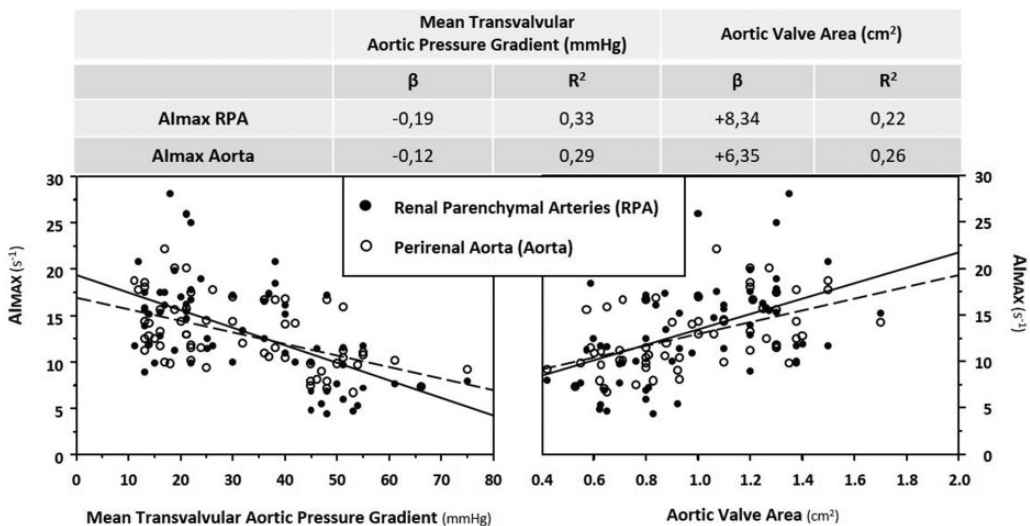 Mean Transvalvular
Aortic Pressure Gradient (mmHg)
Aortic Valve Area (cm²)
β R² β R²
AImax RPA -0,19 0,33 +8,34 0,22
AImax Aorta -0,12 0,29 +6,35 0,26
Renal Parenchymal Arteries (RPA)
Perirenal Aorta (Aorta)
AIMAX (s⁻¹)
30
25
20
15
10
5
0
0 10 20 30 40 50 60 70 80
Mean Transvalvular Aortic Pressure Gradient (mmHg)
30
25
20
15
10
5
0
AIMAX (s⁻¹)
0.4 0.6 0.8 1.0 1.2 1.4 1.6 1.8 2.0
Aortic Valve Area (cm²)